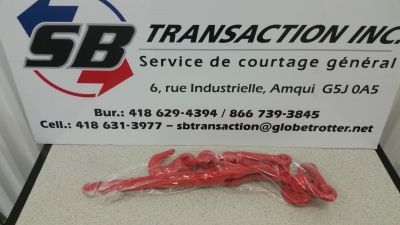 SB
TRANSACTION INC.
Service de courtage général
6, rue Industrielle, Amqui G5J 0A5
Bur.: 418 629-4394 / 866 739-3845
Cell.: 418 631-3977 – sbtransaction@globetrotter.net